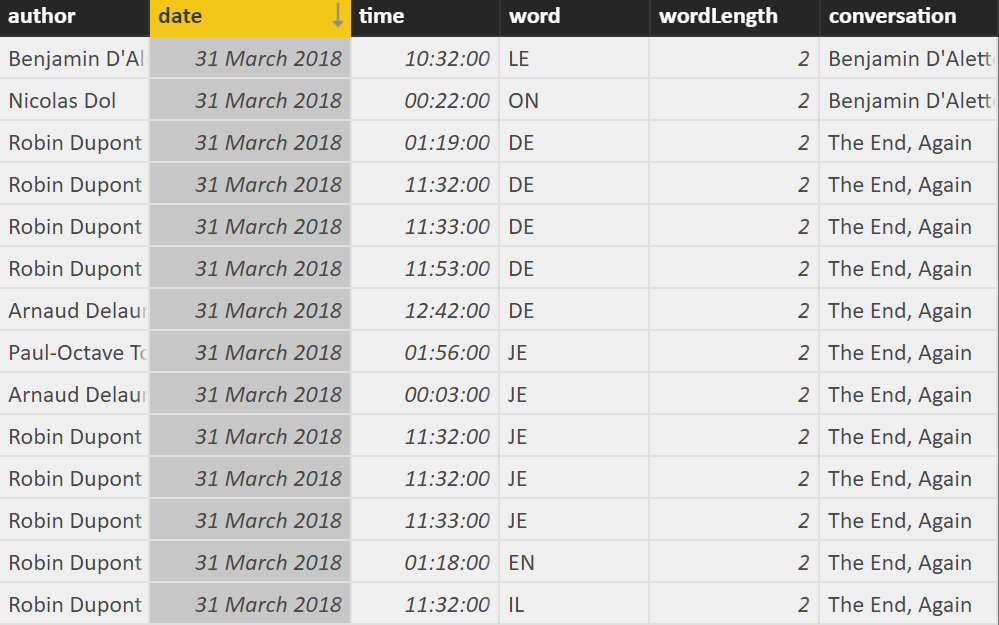 author date time word wordLength conversation
Benjamin D'Al 31 March 2018 10:32:00 LE 2 Benjamin D'Alett
Nicolas Dol 31 March 2018 00:22:00 ON 2 Benjamin D'Alett
Robin Dupont 31 March 2018 01:19:00 DE 2 The End, Again
Robin Dupont 31 March 2018 11:32:00 DE 2 The End, Again
Robin Dupont 31 March 2018 11:33:00 DE 2 The End, Again
Robin Dupont 31 March 2018 11:53:00 DE 2 The End, Again
Arnaud Delaur 31 March 2018 12:42:00 DE 2 The End, Again
Paul-Octave To 31 March 2018 01:56:00 JE 2 The End, Again
Arnaud Delaur 31 March 2018 00:03:00 JE 2 The End, Again
Robin Dupont 31 March 2018 11:32:00 JE 2 The End, Again
Robin Dupont 31 March 2018 11:32:00 JE 2 The End, Again
Robin Dupont 31 March 2018 11:33:00 JE 2 The End, Again
Robin Dupont 31 March 2018 01:18:00 EN 2 The End, Again
Robin Dupont 31 March 2018 11:32:00 IL 2 The End, Again